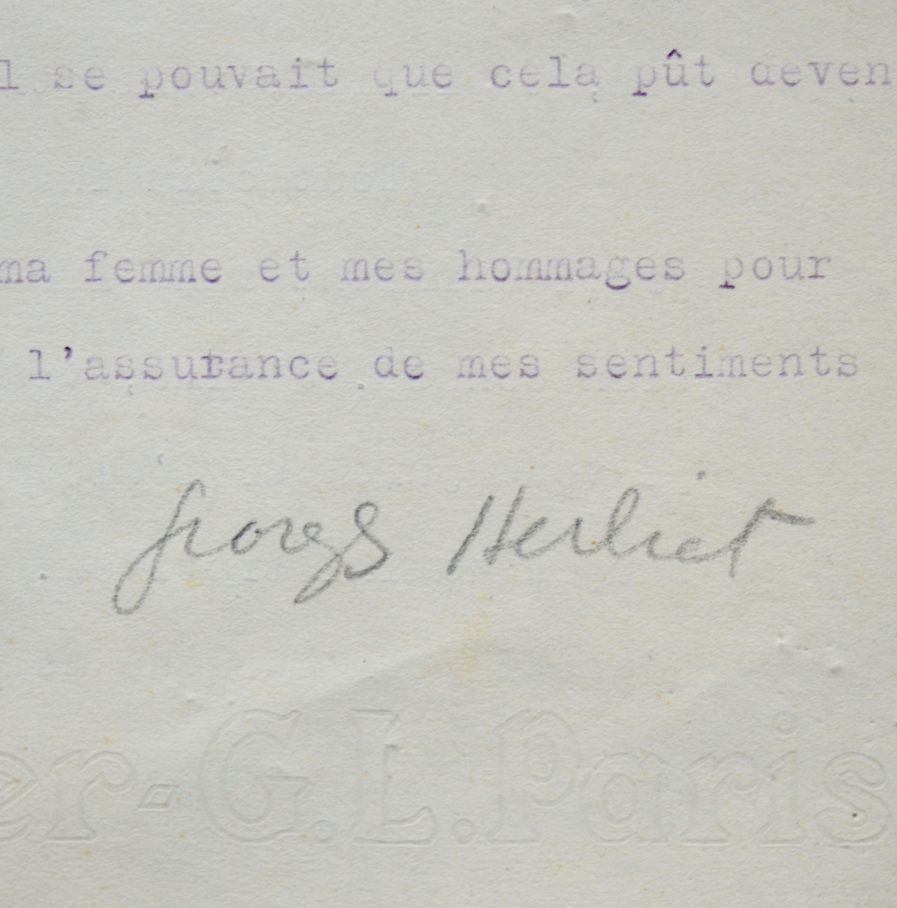 l se pouvait que cela pût deven
ma femme et mes hommages pour
l'assurance de mes sentiments
Georges Herbiet
er-G.L.Paris